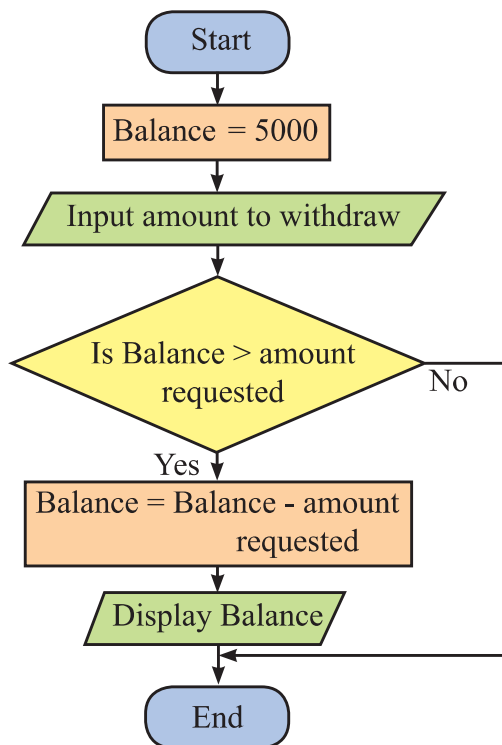 Start
Balance = 5000
Input amount to withdraw
Is Balance > amount
requested
No
Yes
Balance = Balance - amount
requested
Display Balance
End